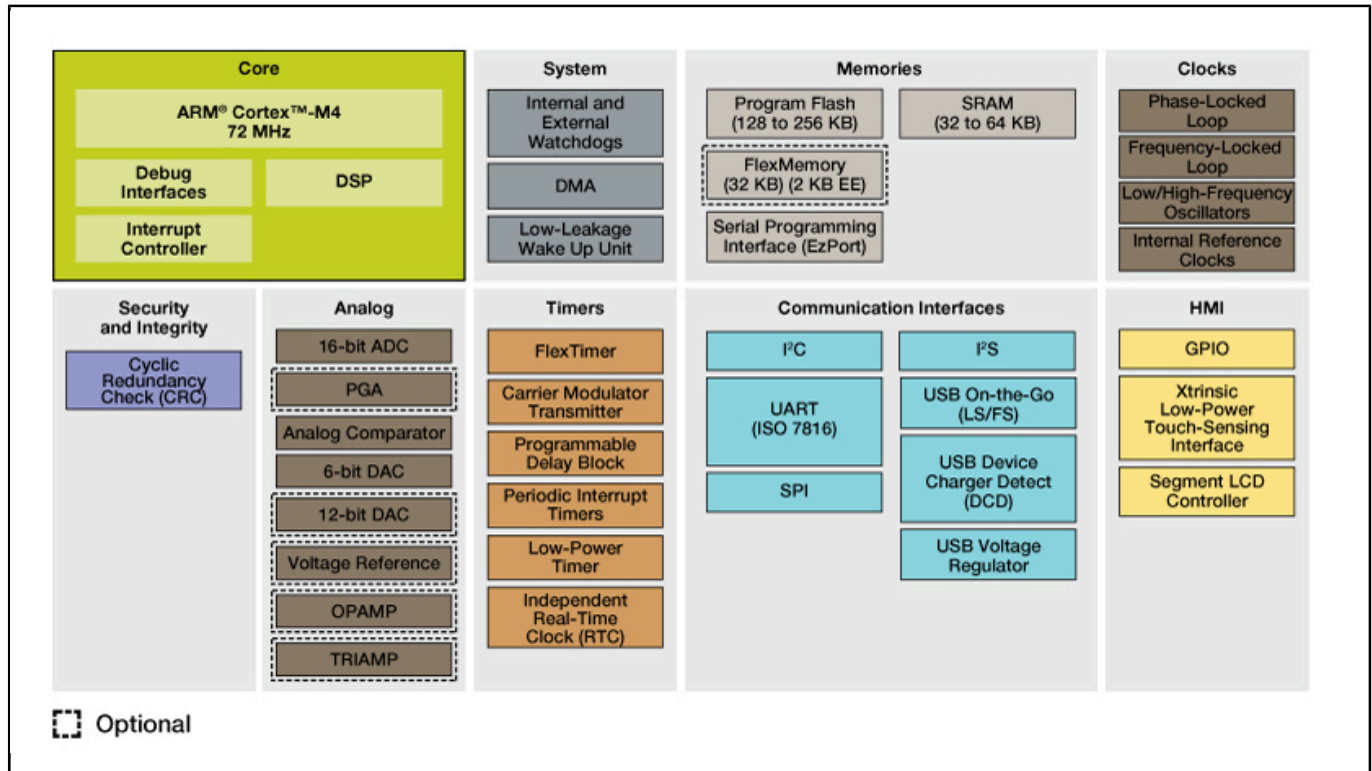 Core
ARM® Cortex™-M4
72 MHz
Debug
Interfaces
DSP
Interrupt
Controller
System
Internal and
External
Watchdogs
DMA
Low-Leakage
Wake Up Unit
Memories
Program Flash
(128 to 256 KB)
SRAM
(32 to 64 KB)
FlexMemory
(32 KB) (2 KB EE)
Serial Programming
Interface (EzPort)
Clocks
Phase-Locked
Loop
Frequency-Locked
Loop
Low/High-Frequency
Oscillators
Internal Reference
Clocks
Security
and Integrity
Cyclic
Redundancy
Check (CRC)
Analog
16-bit ADC
PGA
Analog Comparator
6-bit DAC
12-bit DAC
Voltage Reference
OPAMP
TRIAMP
Timers
FlexTimer
Carrier Modulator
Transmitter
Programmable
Delay Block
Periodic Interrupt
Timers
Low-Power
Timer
Independent
Real-Time
Clock (RTC)
Communication Interfaces
I²C
I²S
UART
(ISO 7816)
USB On-the-Go
(LS/FS)
SPI
USB Device
Charger Detect
(DCD)
USB Voltage
Regulator
HMI
GPIO
Xtrinsic
Low-Power
Touch-Sensing
Interface
Segment LCD
Controller
Optional